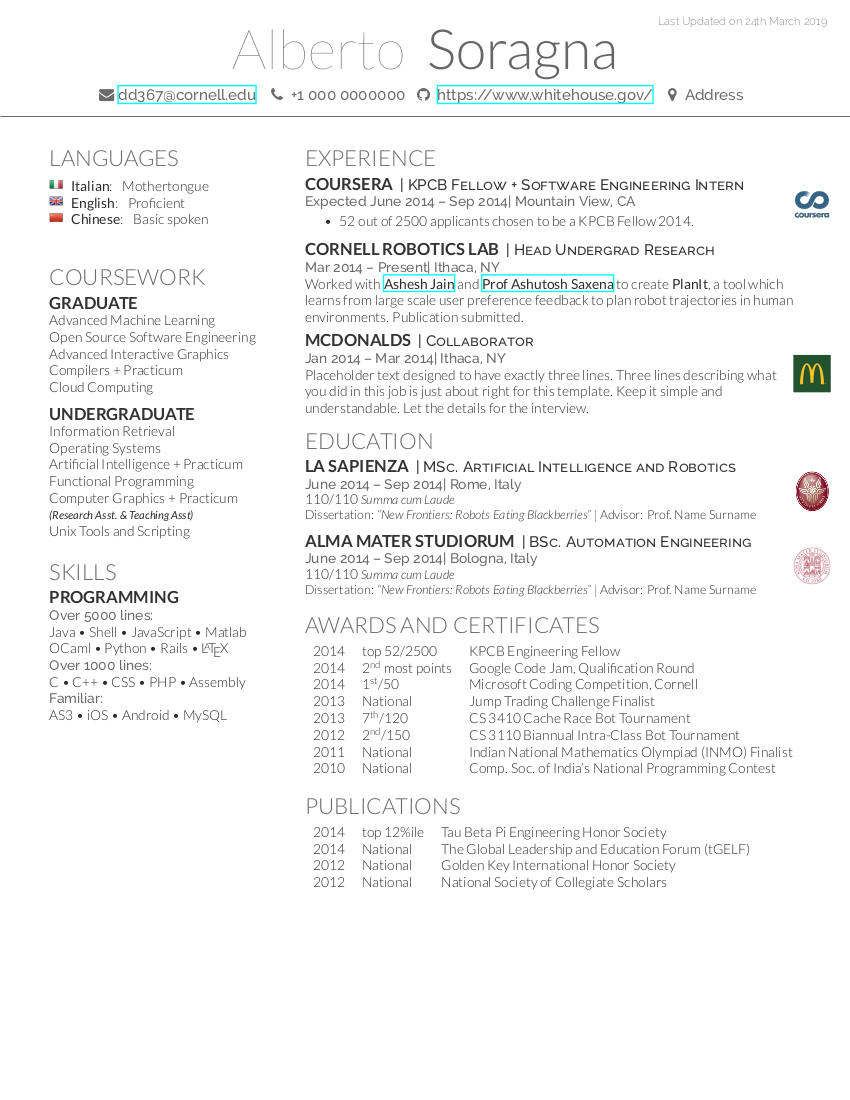 Last Updated on 24th March 2019
Alberto Soragna
dd367@cornell.edu +1 000 0000000 https://www.whitehouse.gov/ Address
LANGUAGES
Italian: Mothertongue
English: Proficient
Chinese: Basic spoken
COURSEWORK
GRADUATE
Advanced Machine Learning
Open Source Software Engineering
Advanced Interactive Graphics
Compilers + Practicum
Cloud Computing
UNDERGRADUATE
Information Retrieval
Operating Systems
Artificial Intelligence + Practicum
Functional Programming
Computer Graphics + Practicum
(Research Asst. & Teaching Asst)
Unix Tools and Scripting
SKILLS
PROGRAMMING
Over 5000 lines:
Java • Shell • JavaScript • Matlab
OCaml • Python • Rails • LATEX
Over 1000 lines:
C • C++ • CSS • PHP • Assembly
Familiar:
AS3 • iOS • Android • MySQL
EXPERIENCE
COURSERA | KPCB Fellow + Software Engineering Intern
Expected June 2014 – Sep 2014| Mountain View, CA
• 52 out of 2500 applicants chosen to be a KPCB Fellow 2014.
coursera
CORNELL ROBOTICS LAB | Head Undergrad Research
Mar 2014 – Present| Ithaca, NY
Worked with Ashesh Jain and Prof Ashutosh Saxena to create PlanIt, a tool which
learns from large scale user preference feedback to plan robot trajectories in human
environments. Publication submitted.
MCDONALDS | Collaborator
Jan 2014 – Mar 2014| Ithaca, NY
Placeholder text designed to have exactly three lines. Three lines describing what
you did in this job is just about right for this template. Keep it simple and
understandable. Let the details for the interview.
EDUCATION
LA SAPIENZA | MSc. Artificial Intelligence and Robotics
June 2014 – Sep 2014| Rome, Italy
110/110 Summa cum Laude
Dissertation: “New Frontiers: Robots Eating Blackberries” | Advisor: Prof. Name Surname
ALMA MATER STUDIORUM | BSc. Automation Engineering
June 2014 – Sep 2014| Bologna, Italy
110/110 Summa cum Laude
Dissertation: “New Frontiers: Robots Eating Blackberries” | Advisor: Prof. Name Surname
AWARDS AND CERTIFICATES
2014 top 52/2500 KPCB Engineering Fellow
2014 2nd most points Google Code Jam, Qualification Round
2014 1st/50 Microsoft Coding Competition, Cornell
2013 National Jump Trading Challenge Finalist
2013 7th/120 CS 3410 Cache Race Bot Tournament
2012 2nd/150 CS 3110 Biannual Intra-Class Bot Tournament
2011 National Indian National Mathematics Olympiad (INMO) Finalist
2010 National Comp. Soc. of India’s National Programming Contest
PUBLICATIONS
2014 top 12%ile Tau Beta Pi Engineering Honor Society
2014 National The Global Leadership and Education Forum (tGELF)
2012 National Golden Key International Honor Society
2012 National National Society of Collegiate Scholars